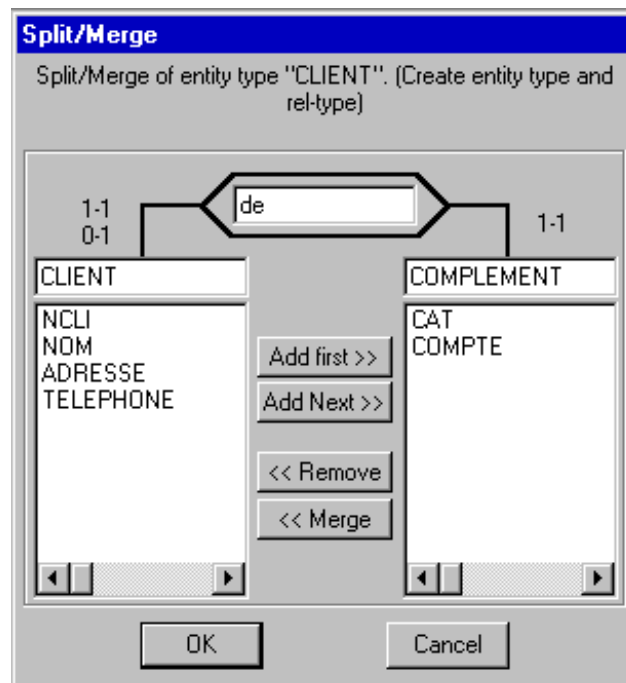 Split/Merge
Split/Merge of entity type "CLIENT". (Create entity type and
rel-type)
de
1-1
0-1
1-1
CLIENT
COMPLEMENT
NCLI
NOM
ADRESSE
TELEPHONE
CAT
COMPTE
Add first >>
Add Next >>
<< Remove
<< Merge
OK
Cancel